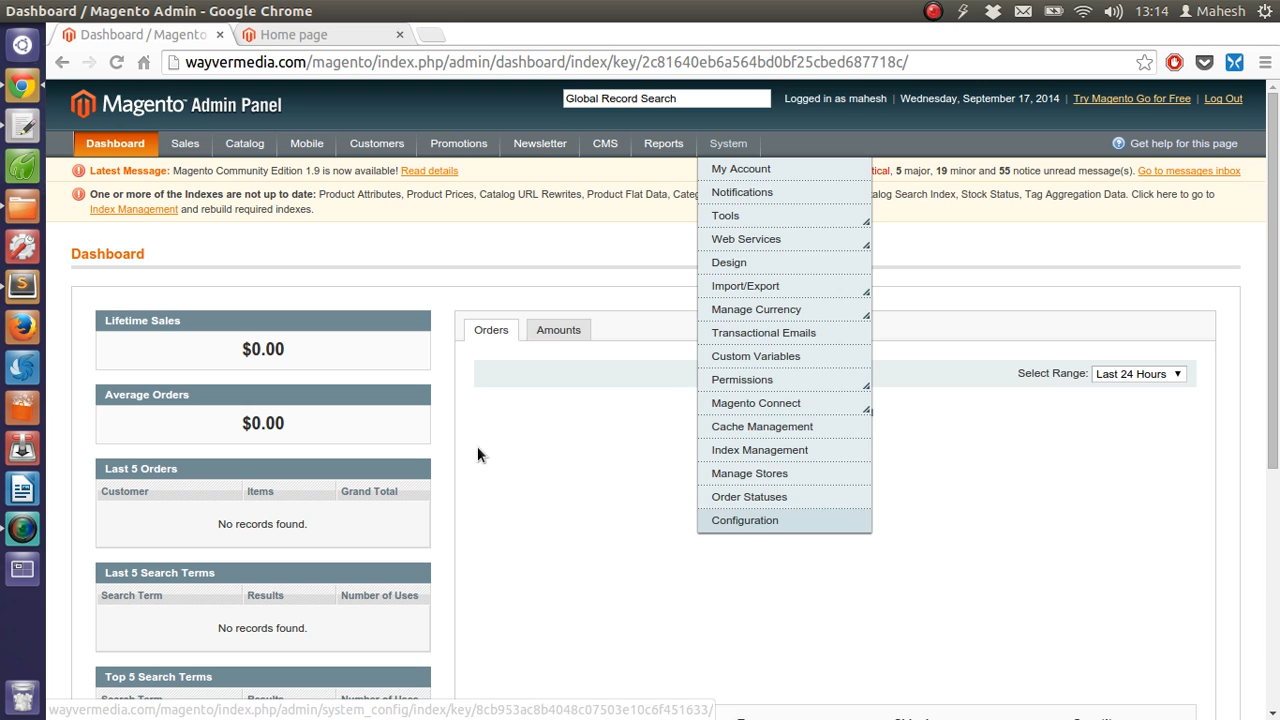 Dashboard / Magento Admin - Google Chrome
13:14 Mahesh
Dashboard / Magento
Home page
wayvermedia.com/magento/index.php/admin/dashboard/index/key/2c81640eb6a564bd0bf25cbed687718c/
Magento Admin Panel
Global Record Search
Logged in as mahesh | Wednesday, September 17, 2014 | Try Magento Go for Free | Log Out
Dashboard Sales Catalog Mobile Customers Promotions Newsletter CMS Reports System
Get help for this page
Latest Message: Magento Community Edition 1.9 is now available! Read details
tical, 5 major, 19 minor and 55 notice unread message(s). Go to messages inbox
One or more of the Indexes are not up to date: Product Attributes, Product Prices, Catalog URL Rewrites, Product Flat Data, Categ
alog Search Index, Stock Status, Tag Aggregation Data. Click here to go to
Index Management and rebuild required indexes.
My Account
Notifications
Tools
Web Services
Design
Import/Export
Manage Currency
Transactional Emails
Custom Variables
Permissions
Magento Connect
Cache Management
Index Management
Manage Stores
Order Statuses
Configuration
Dashboard
Lifetime Sales
$0.00
Average Orders
$0.00
Last 5 Orders
Customer Items Grand Total
No records found.
Last 5 Search Terms
Search Term Results Number of Uses
No records found.
Top 5 Search Terms
Search Term Results Number of Uses
Orders Amounts
Select Range: Last 24 Hours
wayvermedia.com/magento/index.php/admin/system_config/index/key/8cb953ac8b4048c07503e10c6f451633/